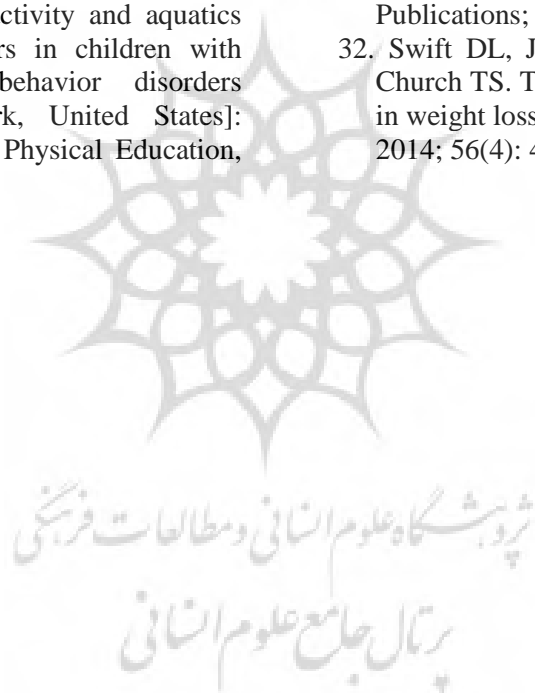 ctivity and aquatics
rs in children with
behavior disorders
rk, United States]:
Physical Education,
Publications;
32. Swift DL, J
Church TS. T
in weight loss
2014; 56(4): 4
پژوهشگاه علوم انسانی و مطالعات فرهنگی
پرتال جامع علوم انسانی